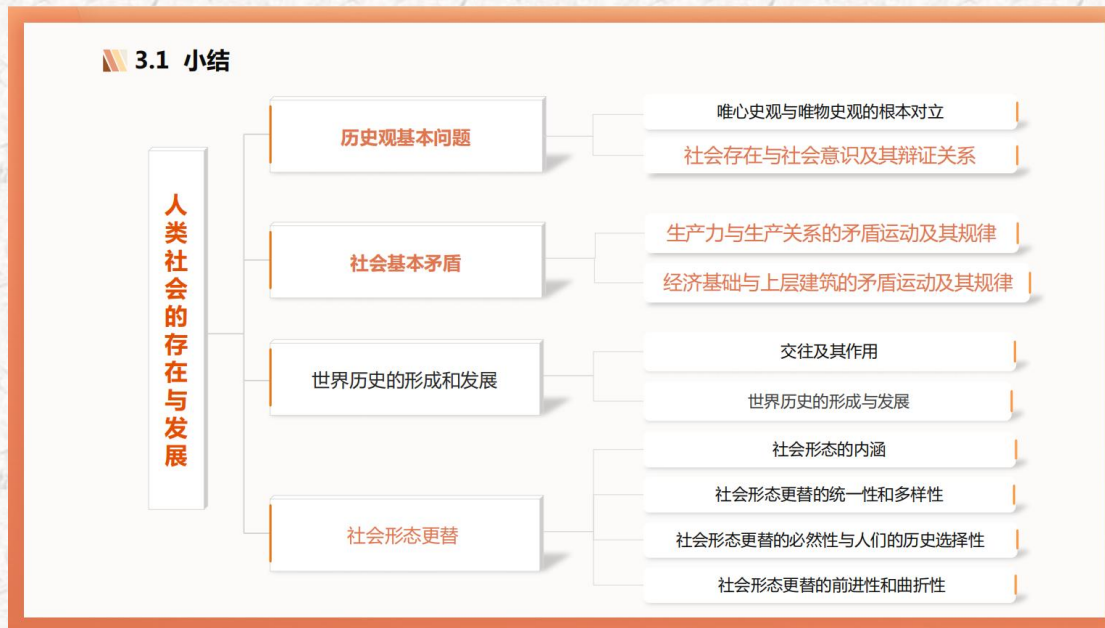 3.1 小结
人类社会的存在与发展
历史观基本问题
唯心史观与唯物史观的根本对立
社会存在与社会意识及其辩证关系
社会基本矛盾
生产力与生产关系的矛盾运动及其规律
经济基础与上层建筑的矛盾运动及其规律
世界历史的形成和发展
交往及其作用
世界历史的形成与发展
社会形态更替
社会形态的内涵
社会形态更替的统一性和多样性
社会形态更替的必然性与人们的历史选择性
社会形态更替的前进性和曲折性